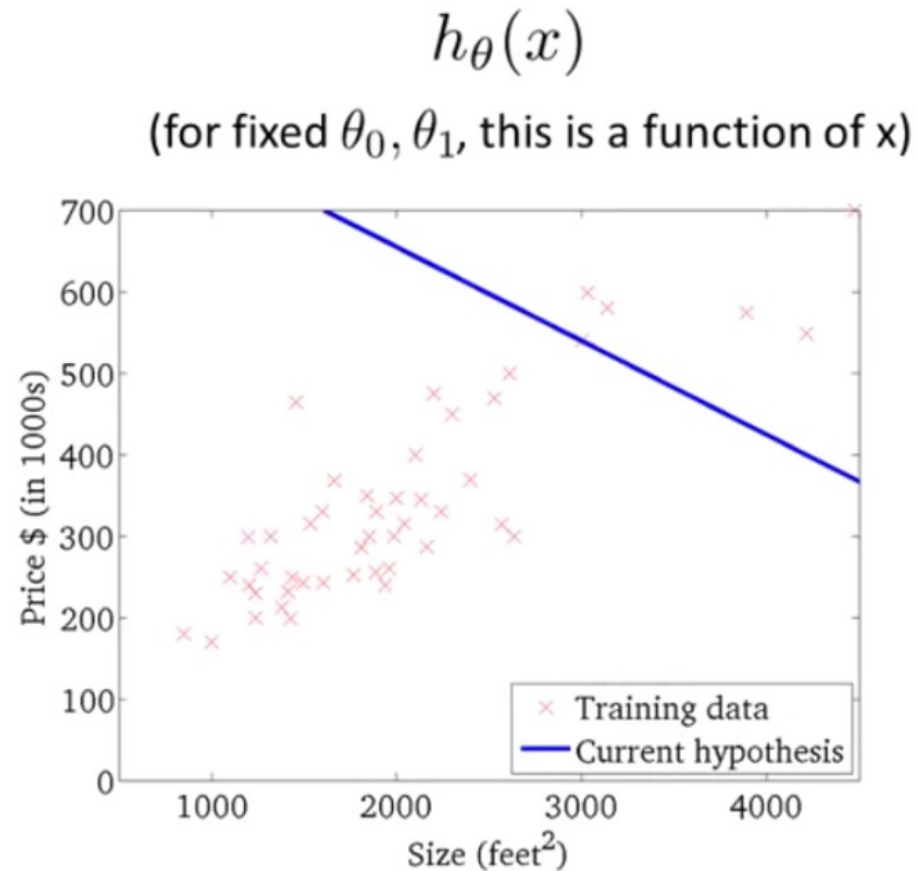 hθ(x)
(for fixed θ0, θ1, this is a function of x)
700
600
500
400
300
200
100
0
Price $ (in 1000s)
Training data
Current hypothesis
1000 2000 3000 4000
Size (feet²)